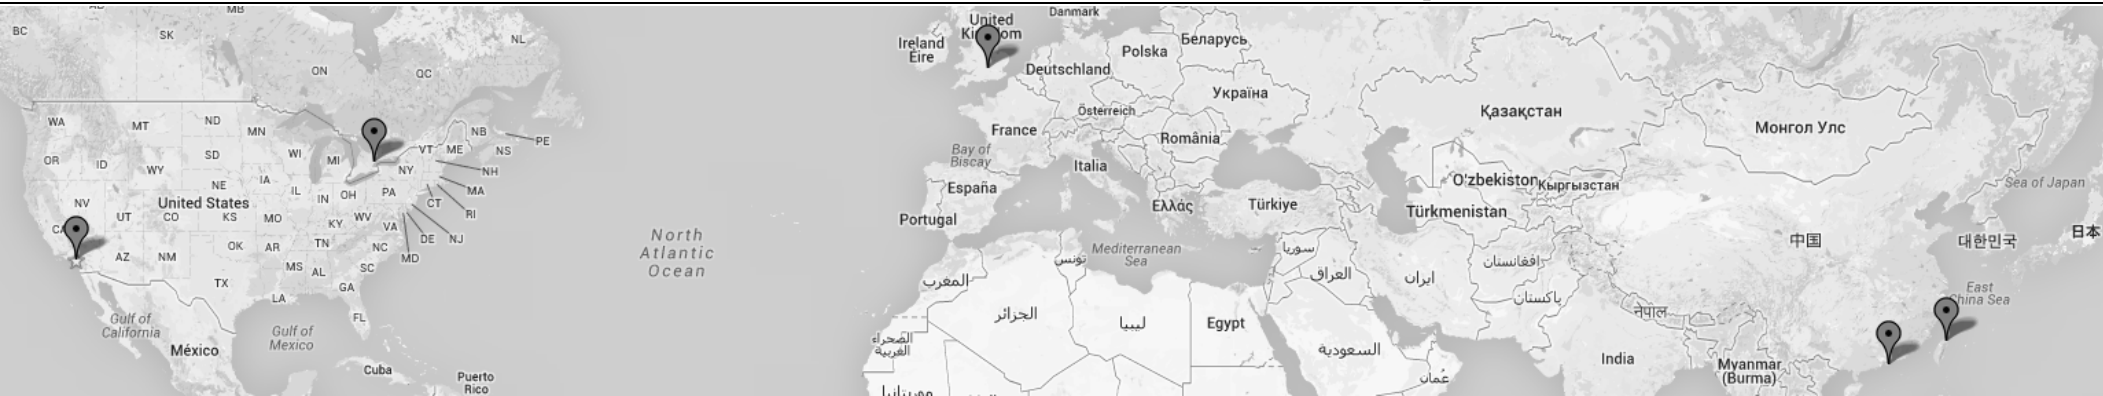 BC
AB
SK
MB
ON
QC
NL
WA
MT
ND
MN
OR
ID
WY
SD
WI
MI
NB
PE
VT
ME
NS
NY
NH
MA
NE
IA
IL
IN
OH
PA
CT
RI
NV
UT
United States
CO
KS
MO
KY
WV
VA
DE
NJ
MD
CA
AZ
NM
OK
AR
TN
NC
MS
AL
SC
TX
LA
GA
FL
Gulf of
California
Gulf of
Mexico
México
Cuba
Puerto
Rico
North
Atlantic
Ocean
United
Kingdom
Ireland
Éire
Danmark
Polska
Беларусь
Deutschland
Україна
Österreich
France
România
Bay of
Biscay
Italia
España
Portugal
Ελλάς
Türkiye
Mediterranean
Sea
تونس
المغرب
الجزائر
ليبيا
Egypt
الصحراء
الغربية
موريتانيا
سوريا
العراق
ایران
السعودية
عُمان
Қазақстан
O'zbekiston
Кыргызстан
Türkmenistan
افغانستان
پاکستان
नेपाल
India
Myanmar
(Burma)
Монгол Улс
中国
대한민국
日本
Sea of Japan
East
China Sea